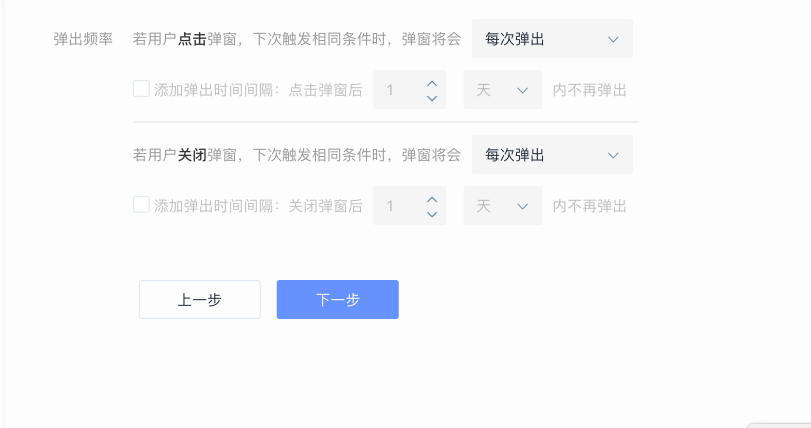 弹出频率 若用户点击弹窗，下次触发相同条件时，弹窗将会 每次弹出
添加弹出时间间隔：点击弹窗后 1 天 内不再弹出
若用户关闭弹窗，下次触发相同条件时，弹窗将会 每次弹出
添加弹出时间间隔：关闭弹窗后 1 天 内不再弹出
上一步 下一步